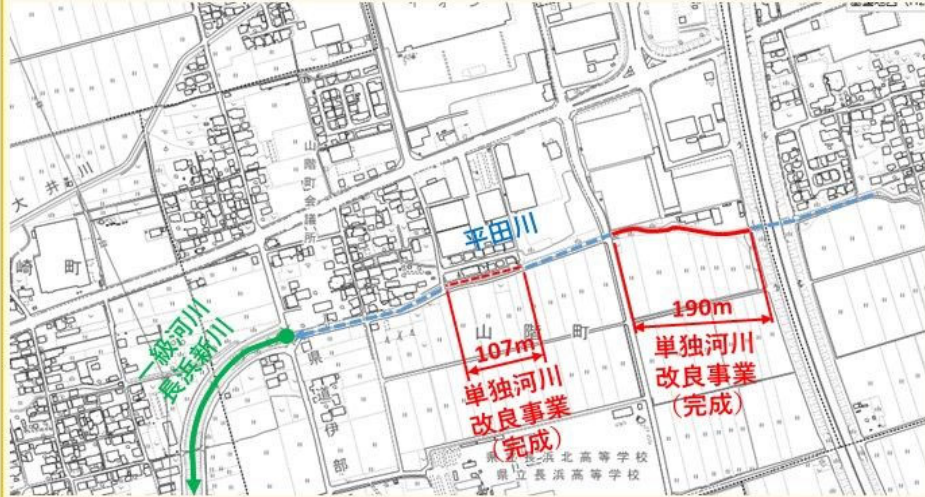 大井川
山階町会議所
崎町
平田川
一級河川
長浜新川
山階町
県道伊部
107m
単独河川
改良事業
(完成)
190m
単独河川
改良事業
(完成)
長浜北高等学校
県立長浜高等学校